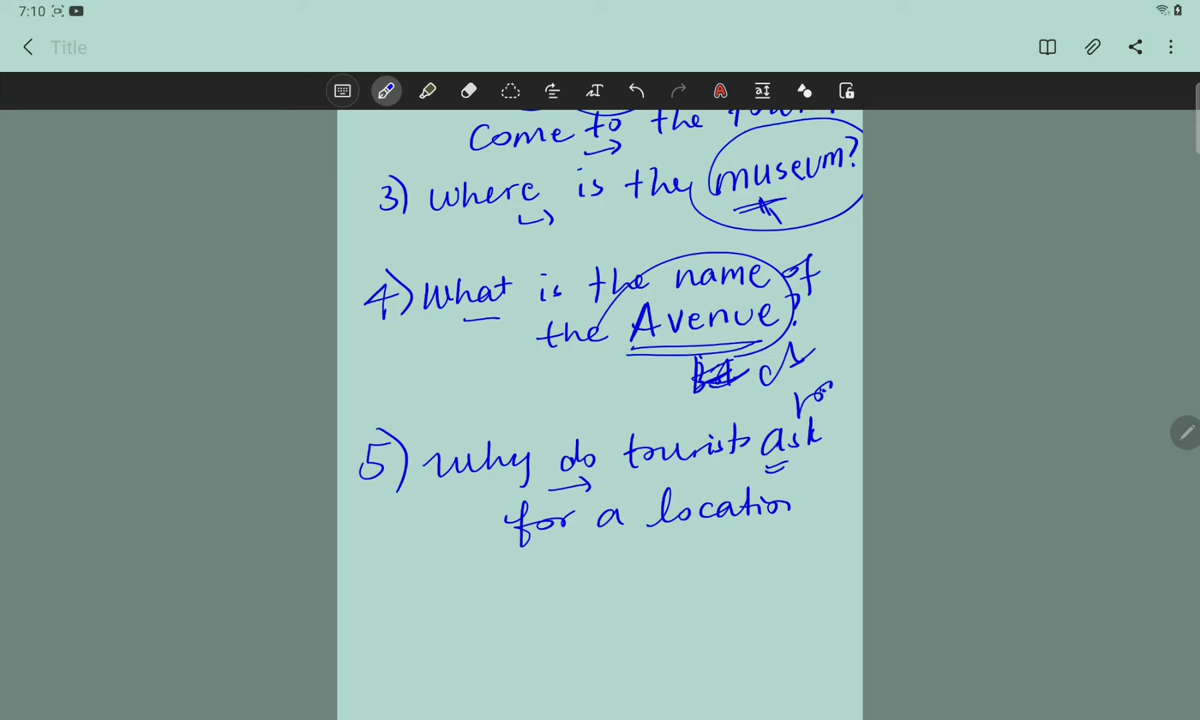 7:10
Title
Come to the
3) Where is the museum?
4) What is the name of
the Avenue?
5) Why do tourists ask
for a location